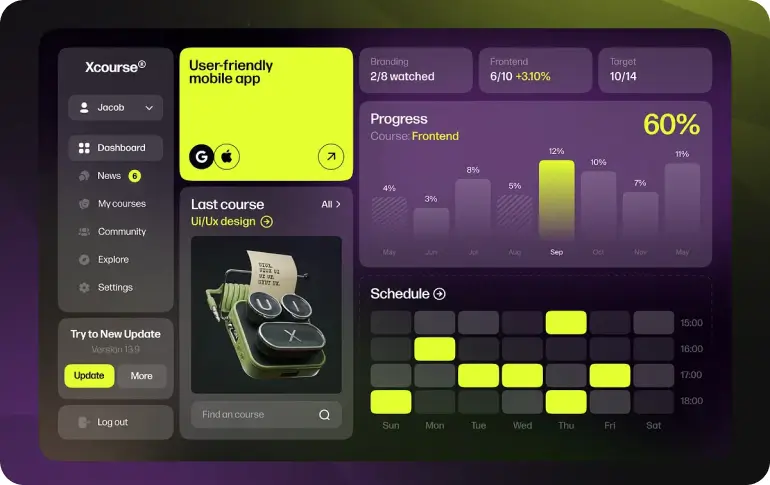 Xcourse®
Jacob
Dashboard
News 6
My courses
Community
Explore
Settings
Try to New Update
Version 13.9
Update
More
Log out
User-friendly
mobile app
G
Last course
All
Ui/Ux design
U I
X
Find an course
Branding
2/8 watched
Frontend
6/10 +3.10%
Target
10/14
Progress
Course: Frontend
60%
4%
3%
8%
5%
12%
10%
7%
11%
May Jun Jul Aug Sep Oct Nov May
Schedule
15:00
16:00
17:00
18:00
Sun Mon Tue Wed Thu Fri Sat